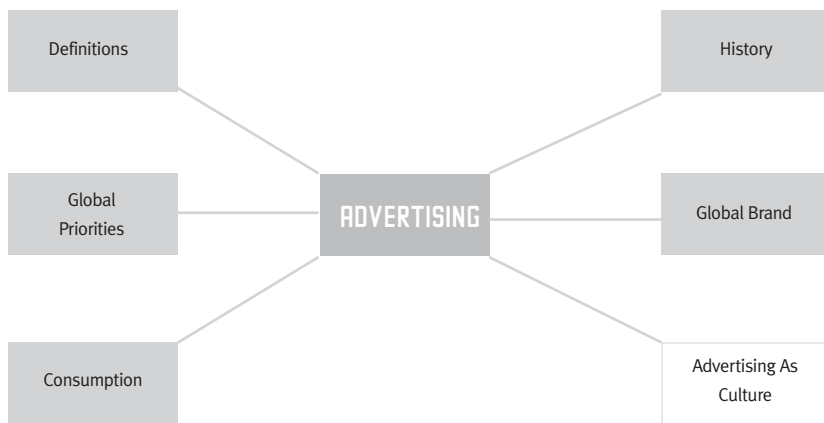 Definitions
History
Global
Priorities
ADVERTISING
Global Brand
Consumption
Advertising As
Culture